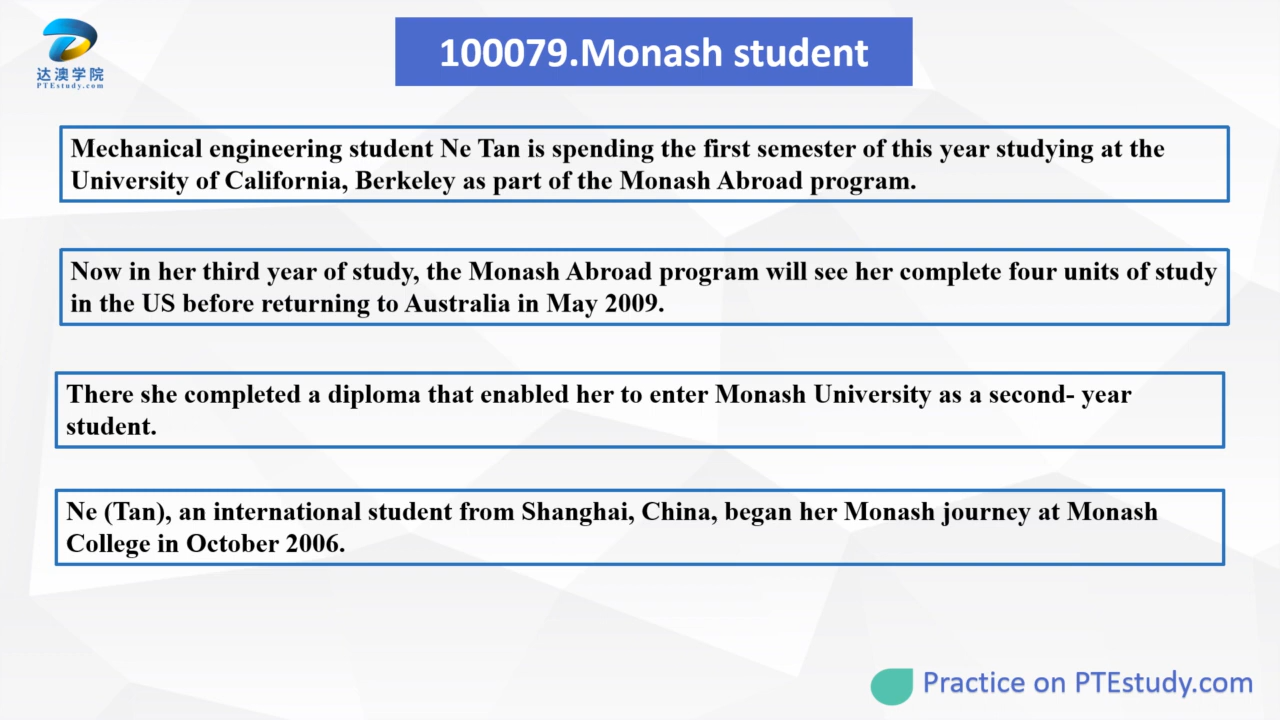 达澳学院
PTEstudy.com
100079.Monash student
Mechanical engineering student Ne Tan is spending the first semester of this year studying at the
University of California, Berkeley as part of the Monash Abroad program.
Now in her third year of study, the Monash Abroad program will see her complete four units of study
in the US before returning to Australia in May 2009.
There she completed a diploma that enabled her to enter Monash University as a second- year
student.
Ne (Tan), an international student from Shanghai, China, began her Monash journey at Monash
College in October 2006.
Practice on PTEstudy.com